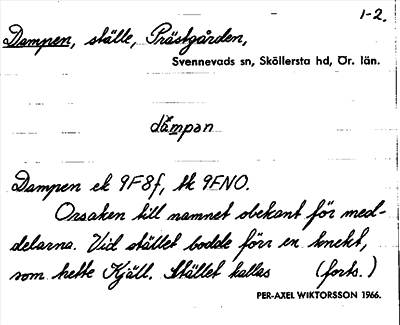 1-2.
Dampen, ställe, Prästgården,
Svennevads sn, Sköllersta hd, Ör. län.
dämpan
Dampen ek 9F8f, tk 9FNO.
Orsaken till namnet obekant för med-
delarna. Vid stället bodde förr en knekt,
som hette Kjäll. Stället kallas (forts.)
PER-AXEL WIKTORSSON 1966.